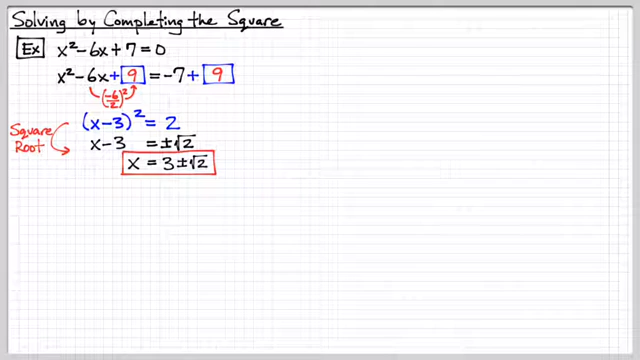 Solving by Completing the Square
Ex x² - 6x + 7 = 0
x² - 6x + 9 = -7 + 9
(-6/2)²
(x - 3)² = 2
Square Root
x - 3 = ±√2
x = 3 ± √2